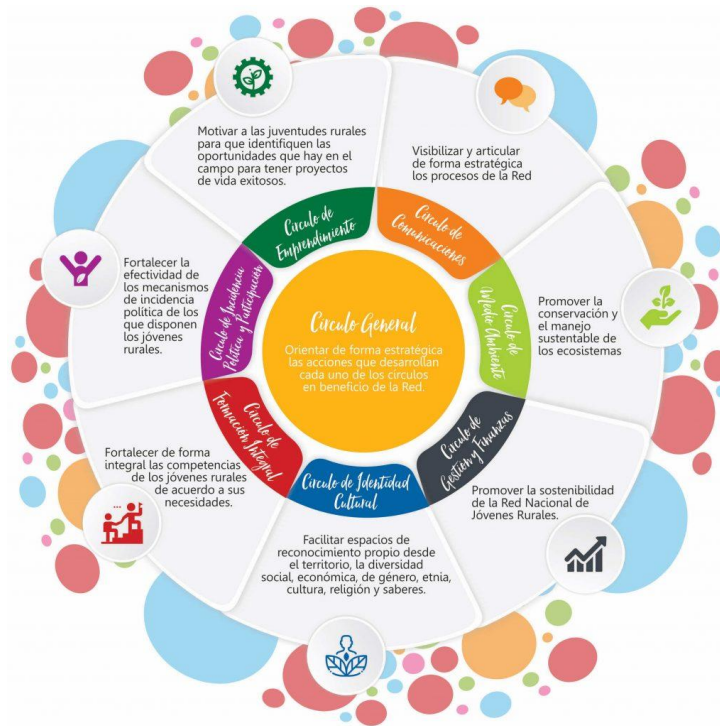 Motivar a las juventudes rurales
para que identifiquen las
oportunidades que hay en el
campo para tener proyectos
de vida exitosos.
Círculo de
Emprendimiento
Visibilizar y articular
de forma estratégica
los procesos de la Red
Círculo de
Comunicaciones
Promover la
conservación y
el manejo
sustentable de
los ecosistemas
Círculo de
Medio Ambiente
Promover la sostenibilidad
de la Red Nacional de
Jóvenes Rurales.
Círculo de
Gestión y Finanzas
Facilitar espacios de
reconocimiento propio desde
el territorio, la diversidad
social, económica, de género, etnia,
cultura, religión y saberes.
Círculo de Identidad
Cultural
Fortalecer de forma
integral las competencias
de los jóvenes rurales
de acuerdo a sus
necesidades.
Círculo de
Formación Integral
Fortalecer la
efectividad de
los mecanismos
de incidencia
política de los
que disponen
los jóvenes
rurales.
Círculo de Incidencia
Política y Participación
Círculo General
Orientar de forma estratégica
las acciones que desarrollan
cada uno de los círculos
en beneficio de la Red.